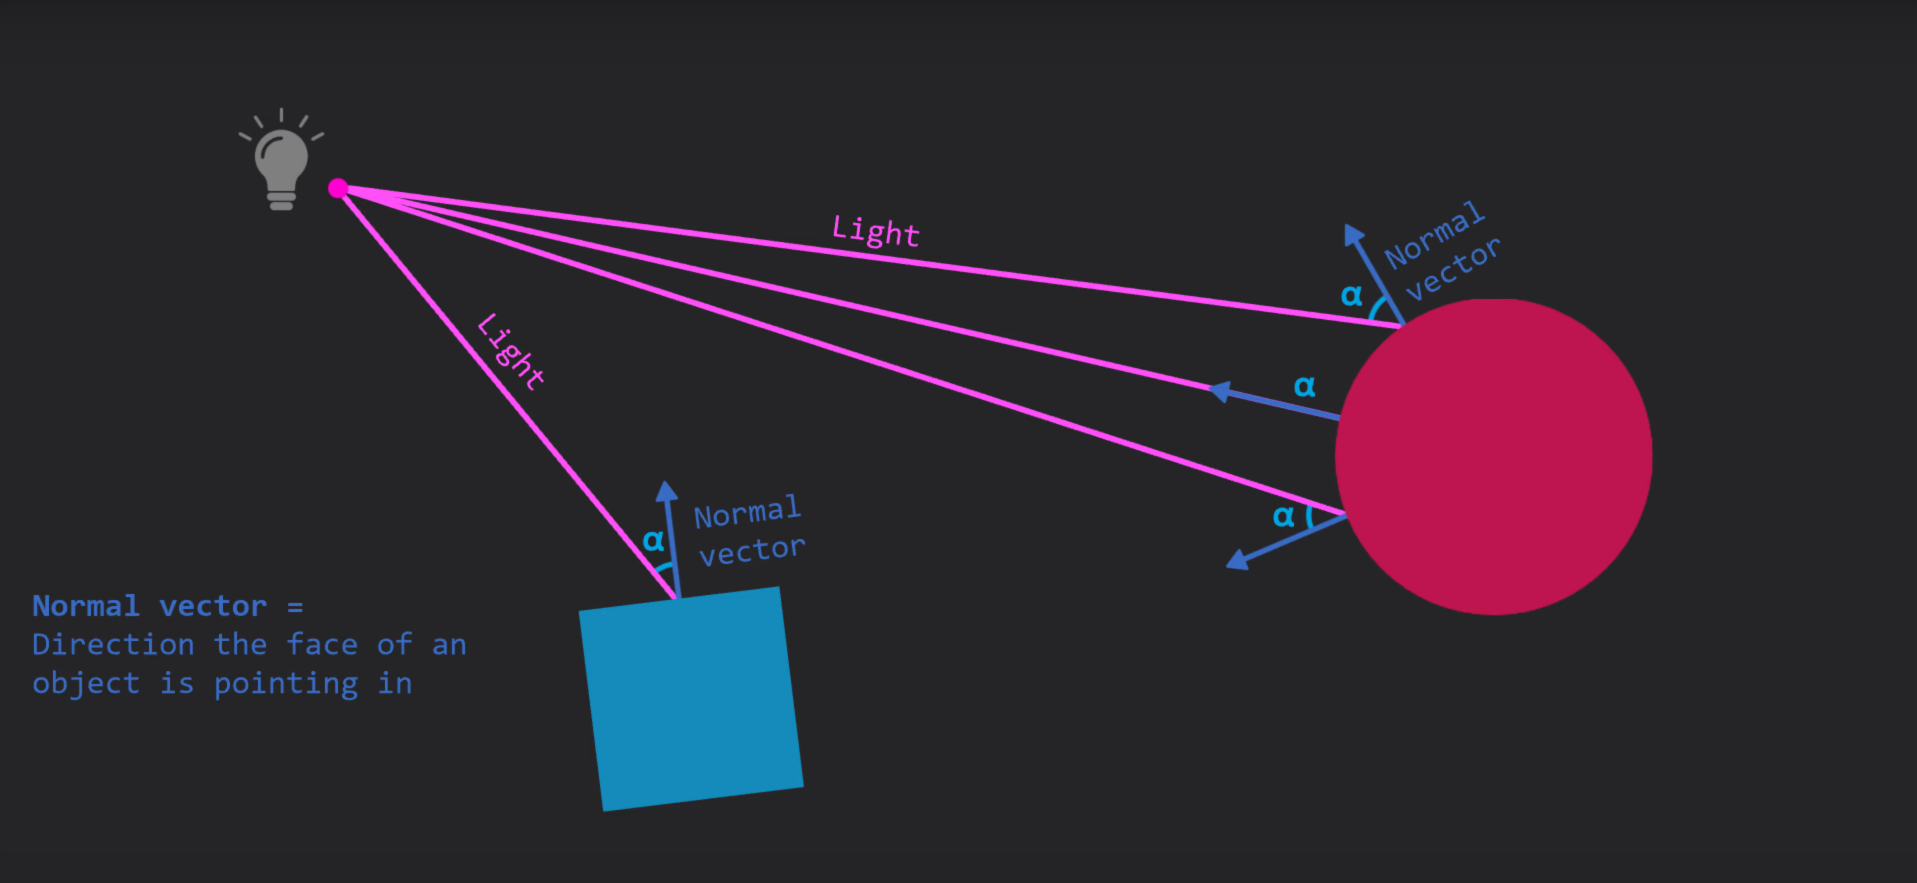 Light
Normal
vector
α
Light
α
Normal
vector
α
α
Normal vector =
Direction the face of an
object is pointing in